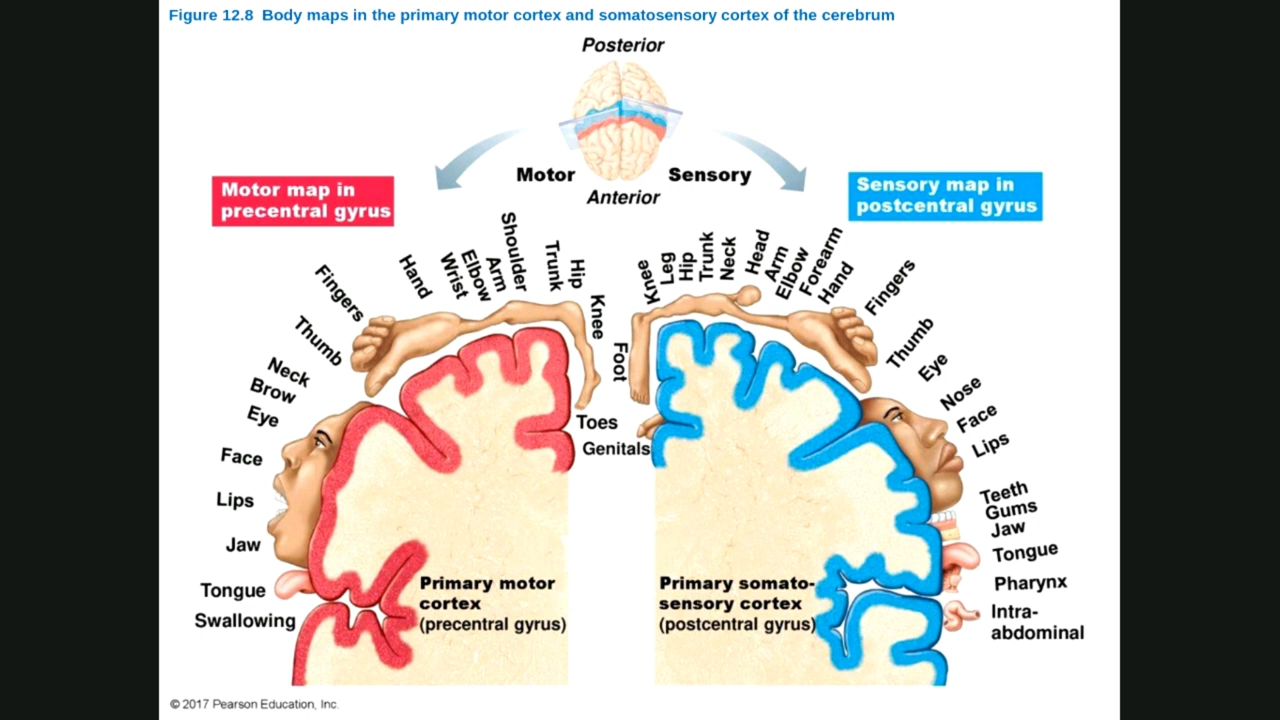 Figure 12.8  Body maps in the primary motor cortex and somatosensory cortex of the cerebrum
Posterior
Motor
Sensory
Anterior
Motor map in
precentral gyrus
Sensory map in
postcentral gyrus
Swallowing
Tongue
Jaw
Lips
Face
Eye
Brow
Neck
Thumb
Fingers
Hand
Wrist
Elbow
Arm
Shoulder
Trunk
Hip
Knee
Toes
Genitals
Foot
Knee
Leg
Hip
Trunk
Neck
Head
Arm
Elbow
Forearm
Hand
Fingers
Thumb
Eye
Nose
Face
Lips
Teeth
Gums
Jaw
Tongue
Pharynx
Intra-
abdominal
Primary motor
cortex
(precentral gyrus)
Primary somato-
sensory cortex
(postcentral gyrus)
© 2017 Pearson Education, Inc.